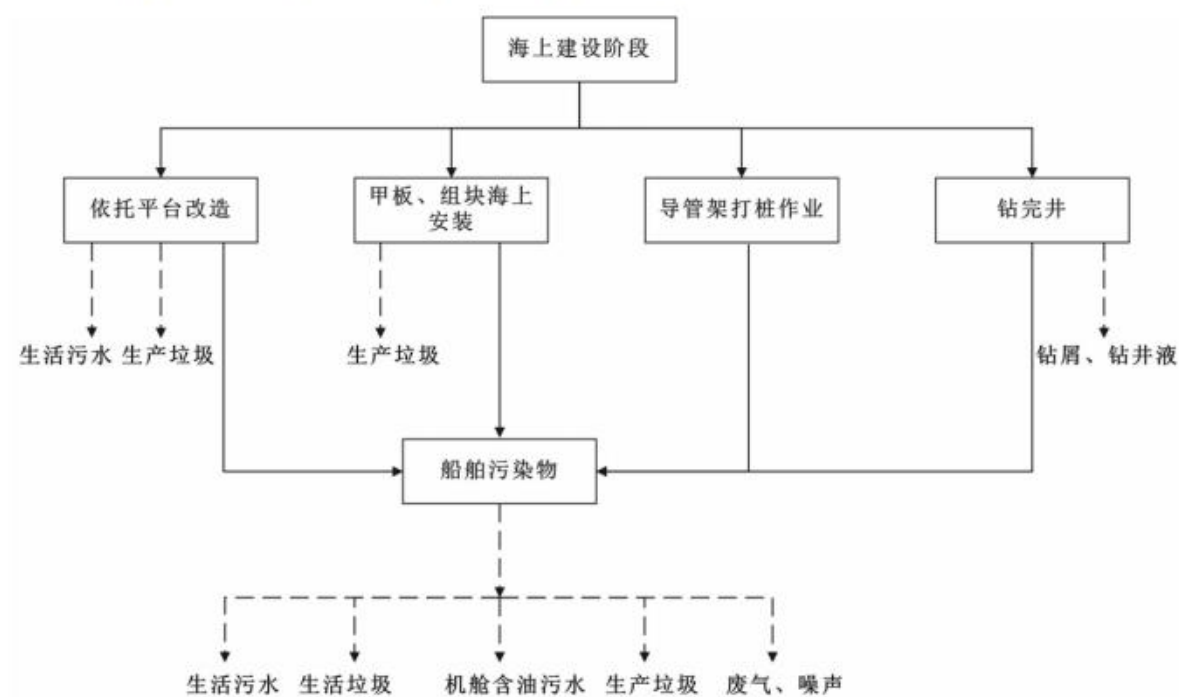 海上建设阶段
依托平台改造
甲板、组块海上
安装
导管架打桩作业
钻完井
生活污水
生产垃圾
生产垃圾
钻屑、钻井液
船舶污染物
生活污水
生活垃圾
机舱含油污水
生产垃圾
废气、噪声